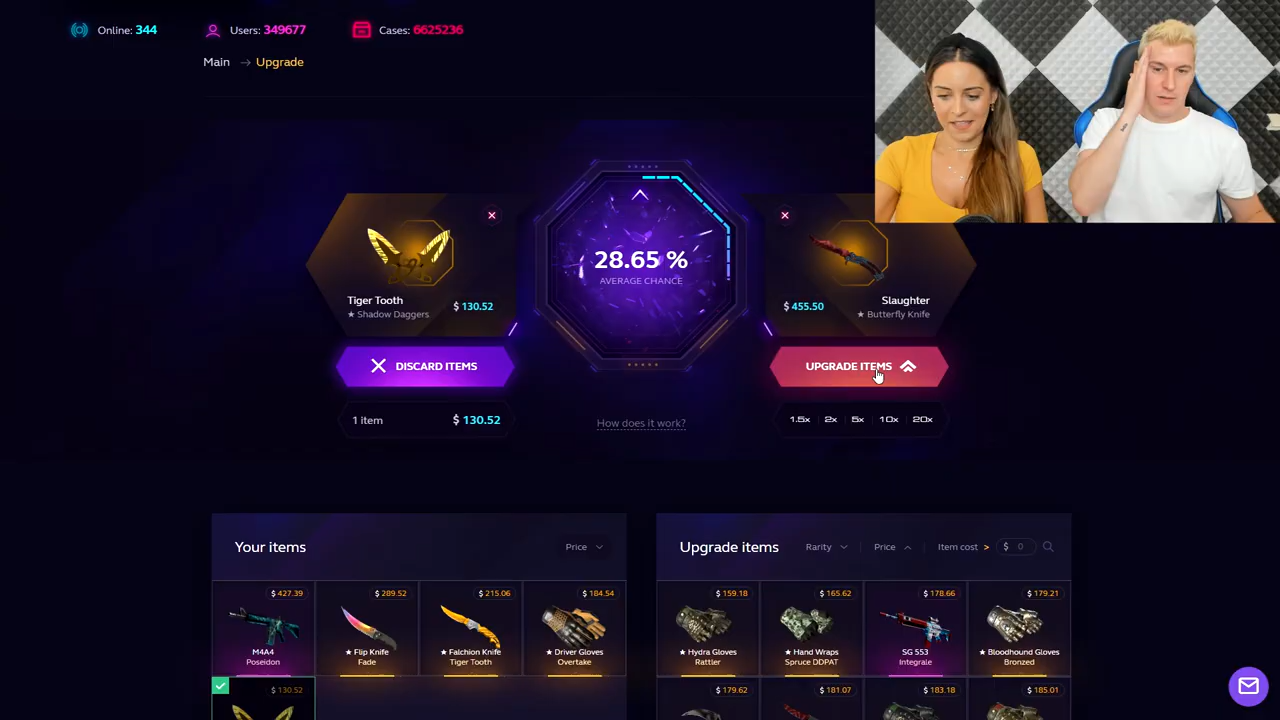 Online: 344
Users: 349677
Cases: 6625236
Main → Upgrade
Tiger Tooth
★ Shadow Daggers
$ 130.52
28.65 %
AVERAGE CHANCE
$ 455.50
Slaughter
★ Butterfly Knife
DISCARD ITEMS
UPGRADE ITEMS
1 item
$ 130.52
How does it work?
1.5x 2x 5x 10x 20x
Your items
Price
Upgrade items
Rarity
Price
Item cost >
$ 0
$ 427.39
M4A4
Poseidon
$ 289.52
★ Flip Knife
Fade
$ 215.06
★ Falchion Knife
Tiger Tooth
$ 184.54
★ Driver Gloves
Overtake
$ 159.18
★ Hydra Gloves
Rattler
$ 165.62
★ Hand Wraps
Spruce DDPAT
$ 178.66
SG 553
Integrale
$ 179.21
★ Bloodhound Gloves
Bronzed
$ 130.52
$ 179.62
$ 181.07
$ 183.18
$ 185.01